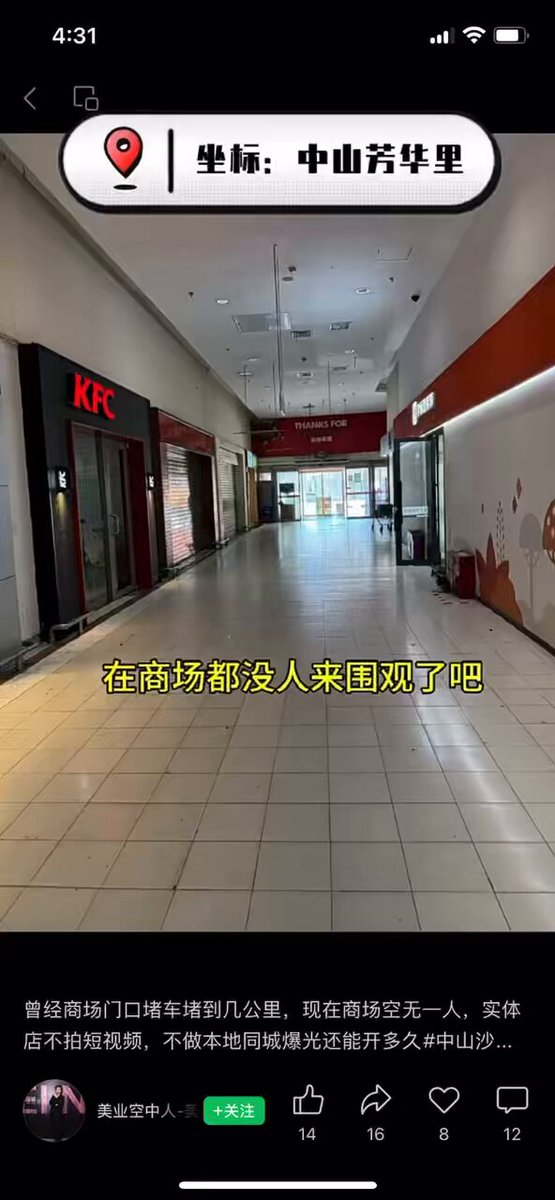 4:31
坐标：中山芳华里
KFC
KFC
KFC
THANKS FOR
在商场都没人来围观了吧
曾经商场门口堵车堵到几公里，现在商场空无一人，实体
店不拍短视频，不做本地同城爆光还能开多久#中山沙...
美业空中人-美
+关注
14
16
8
12